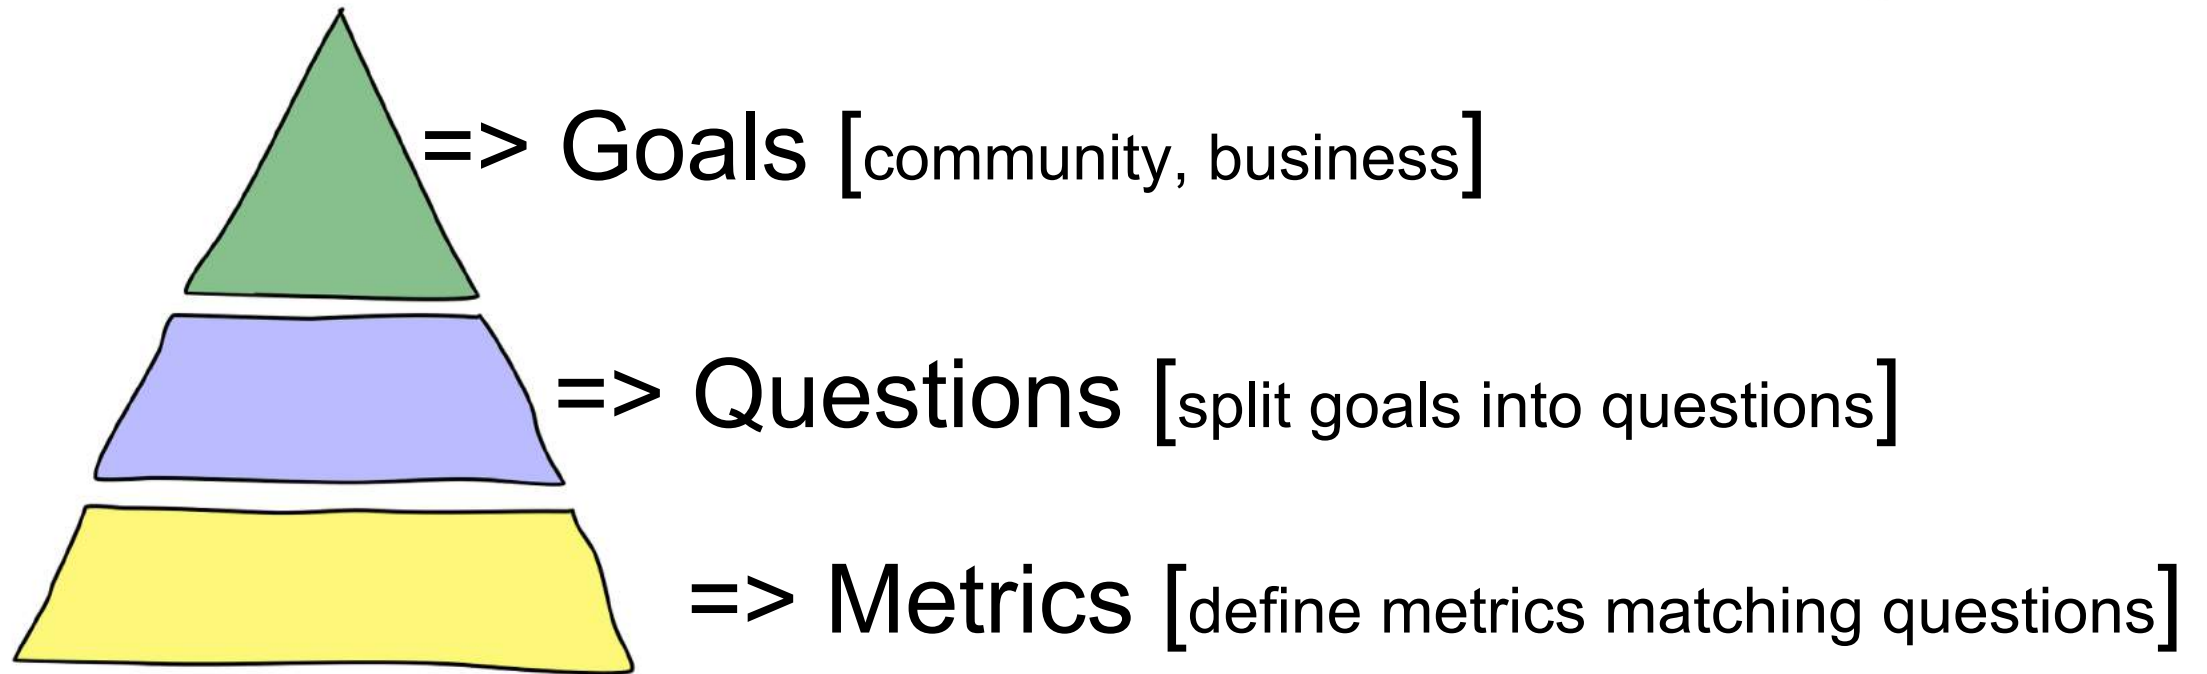 => Goals [community, business]
=> Questions [split goals into questions]
=> Metrics [define metrics matching questions]